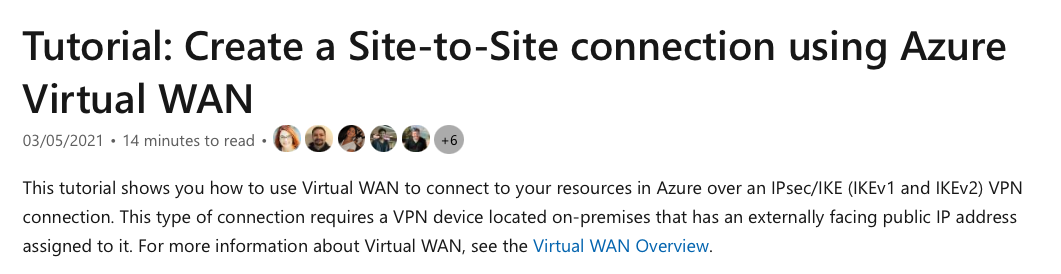 Tutorial: Create a Site-to-Site connection using Azure
Virtual WAN
03/05/2021 • 14 minutes to read • +6
This tutorial shows you how to use Virtual WAN to connect to your resources in Azure over an IPsec/IKE (IKEv1 and IKEv2) VPN
connection. This type of connection requires a VPN device located on-premises that has an externally facing public IP address
assigned to it. For more information about Virtual WAN, see the Virtual WAN Overview.